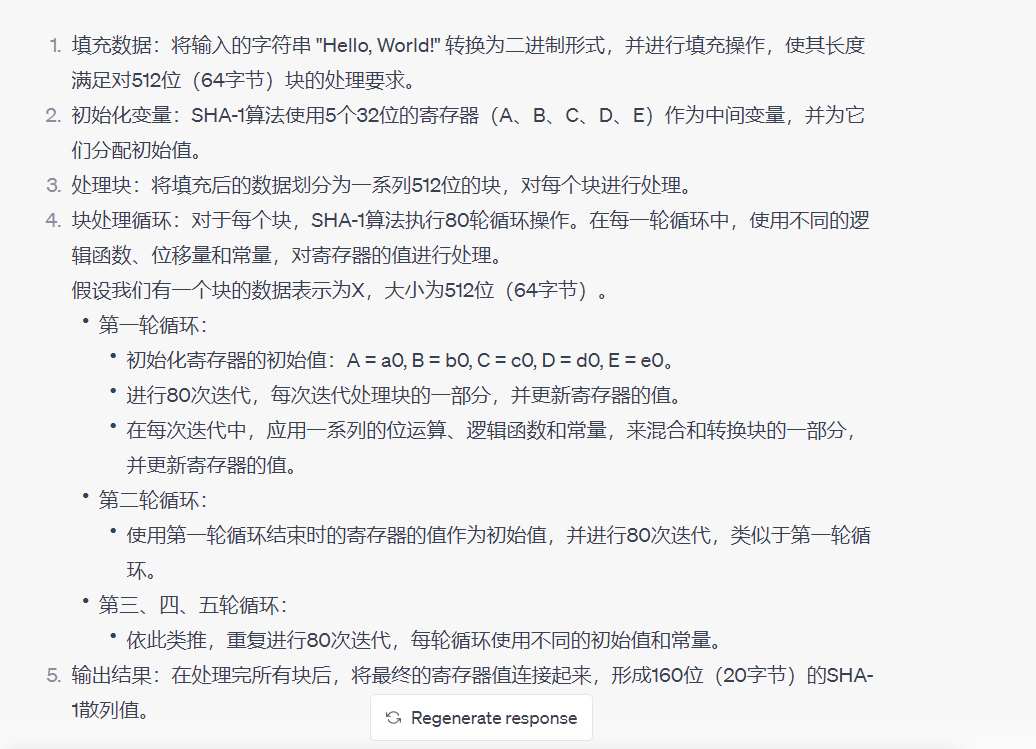 1. 填充数据：将输入的字符串 "Hello, World!" 转换为二进制形式，并进行填充操作，使其长度
满足对512位（64字节）块的处理要求。
2. 初始化变量：SHA-1算法使用5个32位的寄存器（A、B、C、D、E）作为中间变量，并为它
们分配初始值。
3. 处理块：将填充后的数据划分为一系列512位的块，对每个块进行处理。
4. 块处理循环：对于每个块，SHA-1算法执行80轮循环操作。在每一轮循环中，使用不同的逻
辑函数、位移量和常量，对寄存器的值进行处理。
假设我们有一个块的数据表示为X，大小为512位（64字节）。
• 第一轮循环：
• 初始化寄存器的初始值：A = a0, B = b0, C = c0, D = d0, E = e0。
• 进行80次迭代，每次迭代处理块的一部分，并更新寄存器的值。
• 在每次迭代中，应用一系列的位运算、逻辑函数和常量，来混合和转换块的一部分，
并更新寄存器的值。
• 第二轮循环：
• 使用第一轮循环结束时的寄存器的值作为初始值，并进行80次迭代，类似于第一轮循
环。
• 第三、四、五轮循环：
• 依此类推，重复进行80次迭代，每轮循环使用不同的初始值和常量。
5. 输出结果：在处理完所有块后，将最终的寄存器值连接起来，形成160位（20字节）的SHA-
1散列值。
Regenerate response